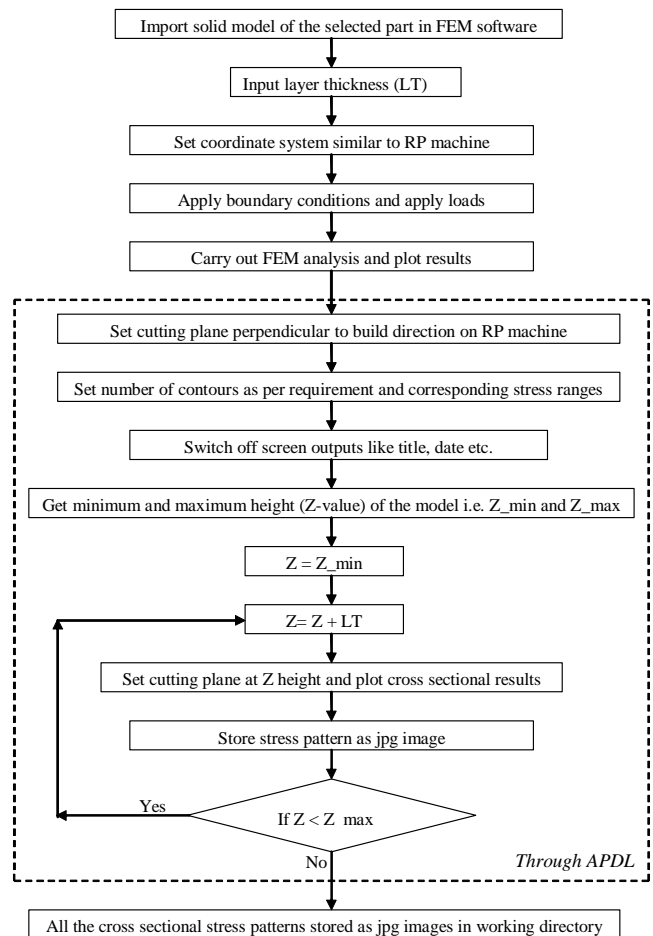 Import solid model of the selected part in FEM software
Input layer thickness (LT)
Set coordinate system similar to RP machine
Apply boundary conditions and apply loads
Carry out FEM analysis and plot results
Set cutting plane perpendicular to build direction on RP machine
Set number of contours as per requirement and corresponding stress ranges
Switch off screen outputs like title, date etc.
Get minimum and maximum height (Z-value) of the model i.e. Z_min and Z_max
Z = Z_min
Z= Z + LT
Set cutting plane at Z height and plot cross sectional results
Store stress pattern as jpg image
Yes
If Z < Z max
No
Through APDL
All the cross sectional stress patterns stored as jpg images in working directory